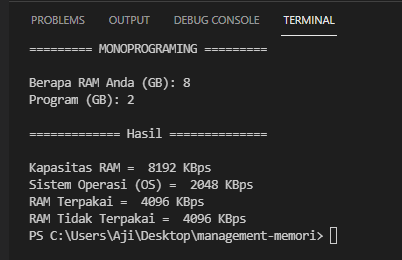 PROBLEMS OUTPUT DEBUG CONSOLE TERMINAL
========= MONOPROGRAMING =========
Berapa RAM Anda (GB): 8
Program (GB): 2
============= Hasil ==============
Kapasitas RAM =  8192 KBps
Sistem Operasi (OS) =  2048 KBps
RAM Terpakai =  4096 KBps
RAM Tidak Terpakai =  4096 KBps
PS C:\Users\Aji\Desktop\management-memori>